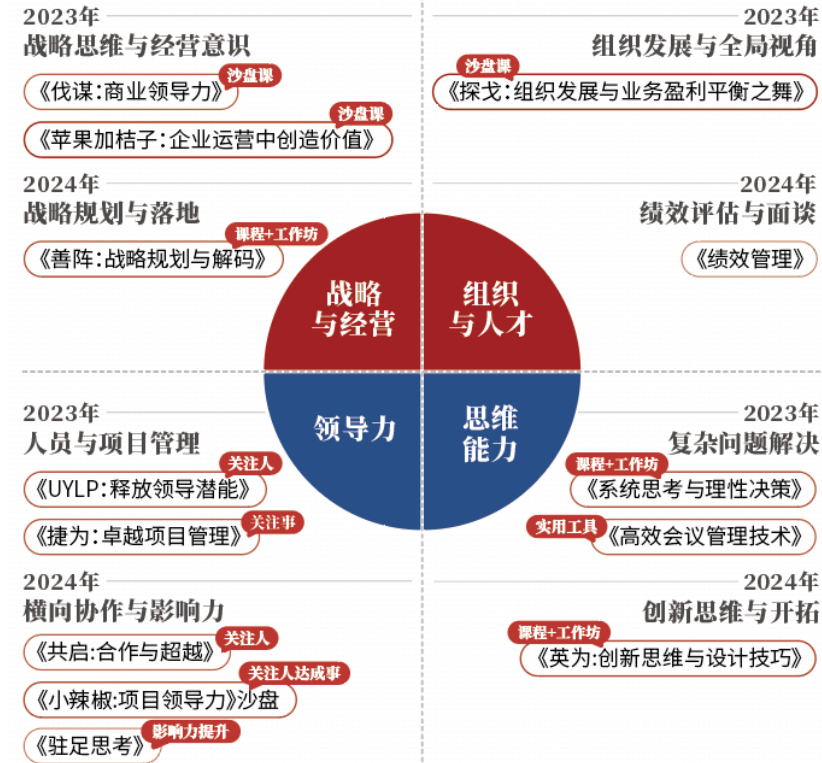 2023年
战略思维与经营意识
沙盘课
《伐谋：商业领导力》
沙盘课
《苹果加桔子：企业运营中创造价值》
2024年
战略规划与落地
课程+工作坊
《善阵：战略规划与解码》
2023年
组织发展与全局视角
沙盘课
《探戈：组织发展与业务盈利平衡之舞》
2024年
绩效评估与面谈
《绩效管理》
战略
与经营
组织
与人才
领导力
思维
能力
2023年
人员与项目管理
关注人
《UYLP：释放领导潜能》
关注事
《捷为：卓越项目管理》
2024年
横向协作与影响力
关注人
《共启:合作与超越》
关注人达成事
《小辣椒:项目领导力》沙盘
影响力提升
《驻足思考》
2023年
复杂问题解决
课程+工作坊
《系统思考与理性决策》
实用工具
《高效会议管理技术》
2024年
创新思维与开拓
课程+工作坊
《英为:创新思维与设计技巧》